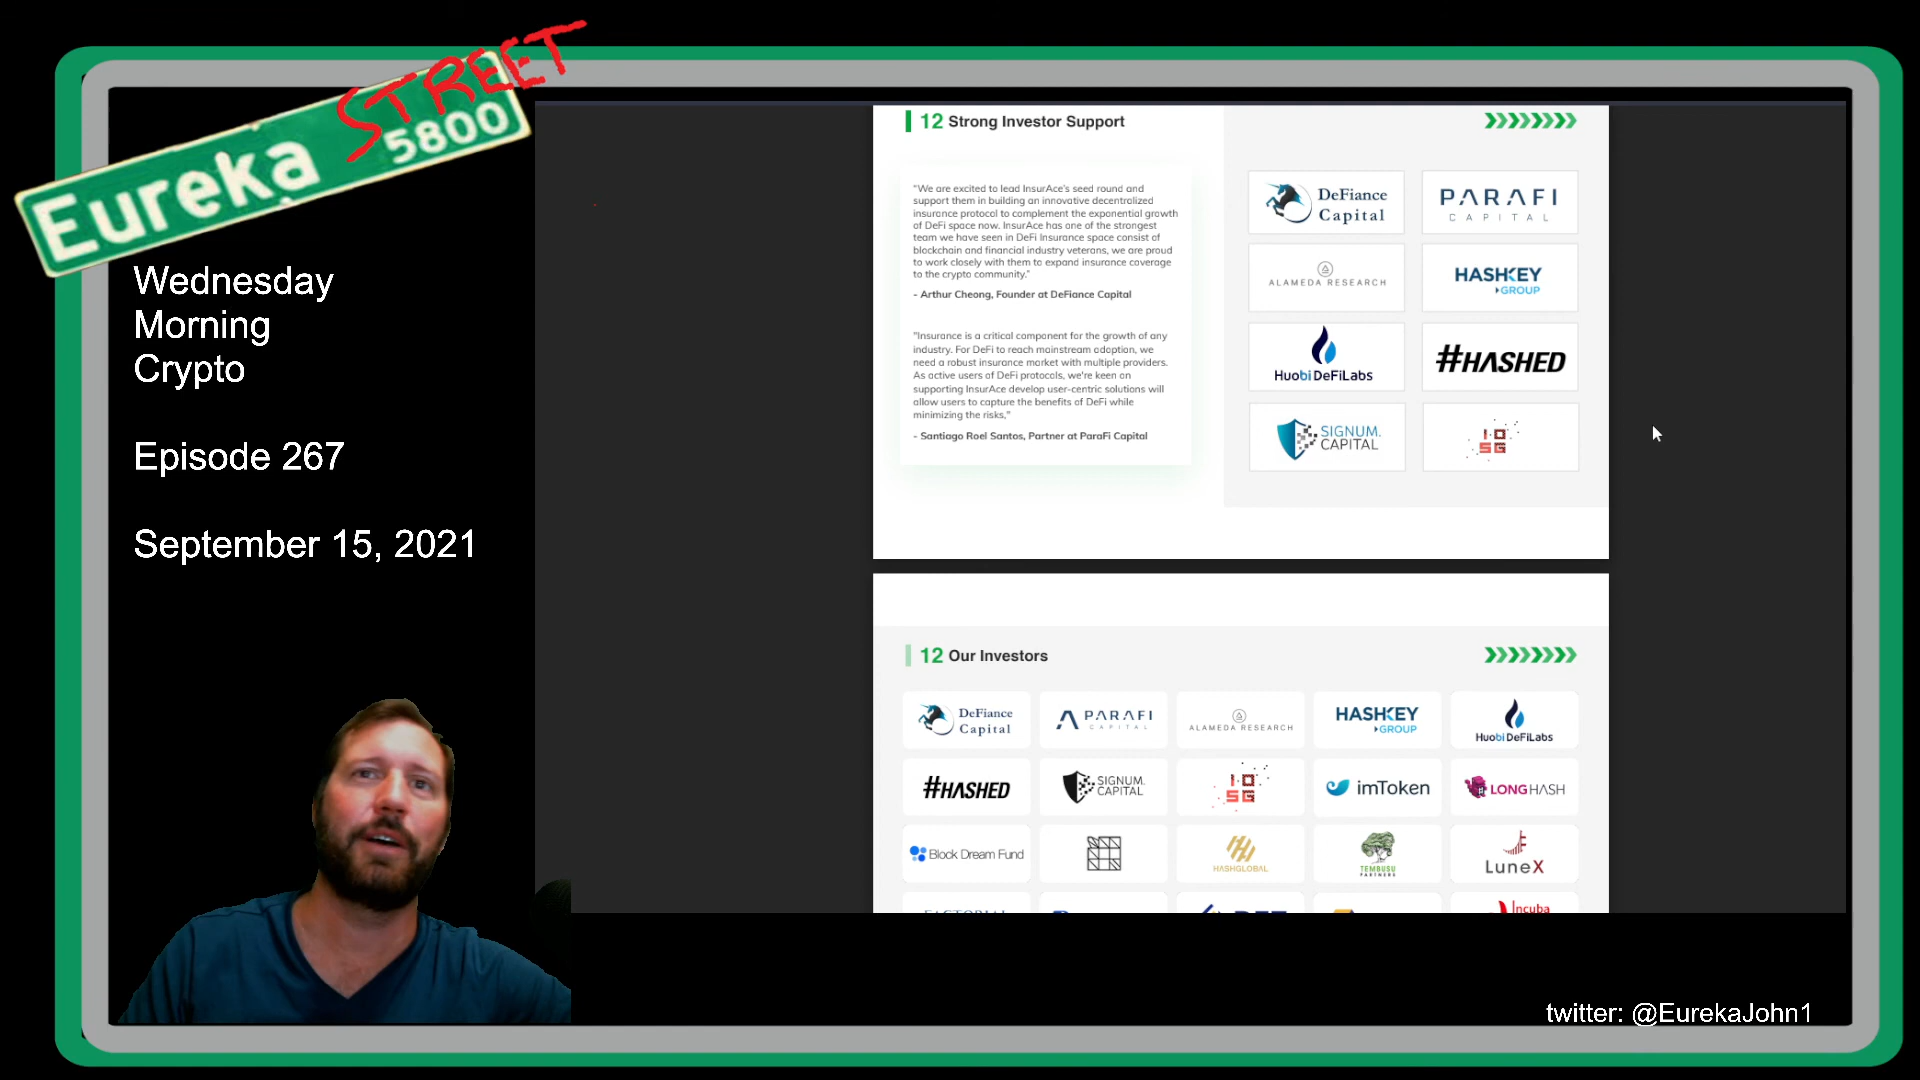 Eureka STREET
5800
Wednesday
Morning
Crypto
Episode 267
September 15, 2021
12 Strong Investor Support
"We are excited to lead InsurAce's seed round and
support them in building an innovative decentralized
insurance protocol to complement the exponential growth
of DeFi space now. InsurAce has one of the strongest
team we have seen in DeFi Insurance space consist of
blockchain and financial industry veterans, we are proud
to work closely with them to expand insurance coverage
to the crypto community."
- Arthur Cheong, Founder at DeFiance Capital
"Insurance is a critical component for the growth of any
industry. For DeFi to reach mainstream adoption, we
need a robust insurance market with multiple providers.
As active users of DeFi protocols, we're keen on
supporting InsurAce develop user-centric solutions will
allow users to capture the benefits of DeFi while
minimizing the risks,"
- Santiago Roel Santos, Partner at ParaFi Capital
DeFiance
Capital
PARAFI
CAPITAL
ALAMEDA RESEARCH
HASHKEY
GROUP
Huobi DeFiLabs
#HASHED
SIGNUM.
CAPITAL
IO
SG
12 Our Investors
DeFiance
Capital
PARAFI
CAPITAL
ALAMEDA RESEARCH
HASHKEY
GROUP
Huobi DeFiLabs
#HASHED
SIGNUM.
CAPITAL
IO
SG
imToken
LONGHASH
Block Dream Fund
HASHGLOBAL
TEMBUSU
PARTNERS
LuneX
Incuba
twitter: @EurekaJohn1